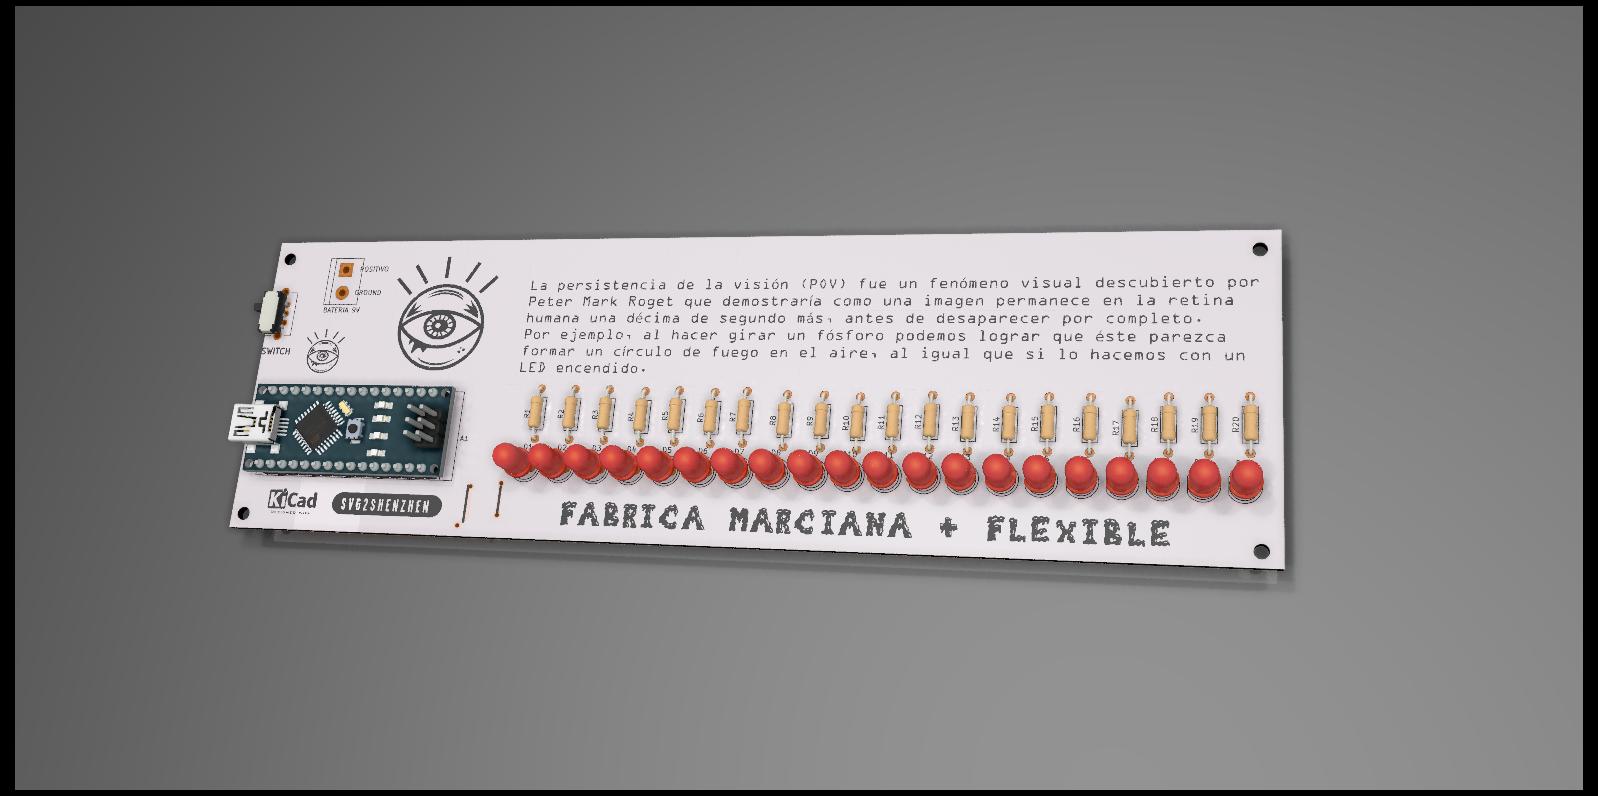 POSITIVO
GROUND
BATERIA 9V
SWITCH
La persistencia de la visión (POV) fue un fenómeno visual descubierto por
Peter Mark Roget que demostraría como una imagen permanece en la retina
humana una décima de segundo más, antes de desaparecer por completo.
Por ejemplo, al hacer girar un fósforo podemos lograr que éste parezca
formar un círculo de fuego en el aire, al igual que si lo hacemos con un
LED encendido.
R1 R2 R3 R4 R5 R6 R7 R8 R9 R10 R11 R12 R13 R14 R15 R16 R17 R18 R19 R20
A1
KiCad
SVG2SHENZHEN
FABRICA MARCIANA + FLEXIBLE